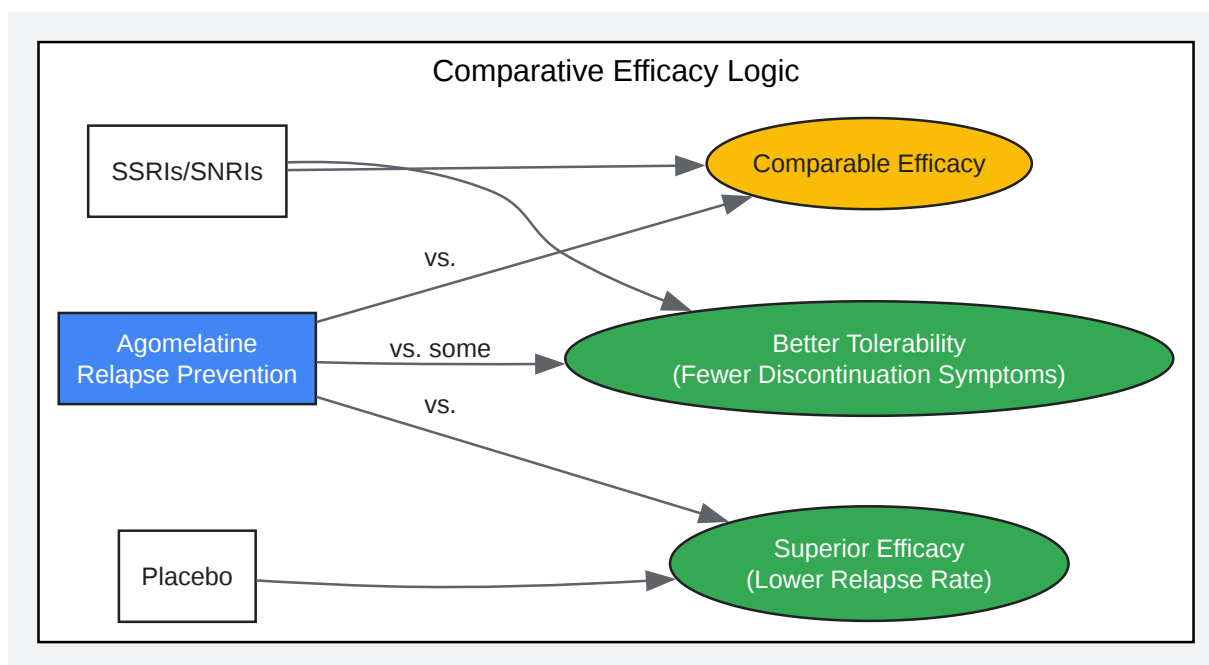 Comparative Efficacy Logic
SSRIs/SNRIs
Comparable Efficacy
vs.
Agomelatine
Relapse Prevention
vs. some
Better Tolerability
(Fewer Discontinuation Symptoms)
vs.
Placebo
Superior Efficacy
(Lower Relapse Rate)